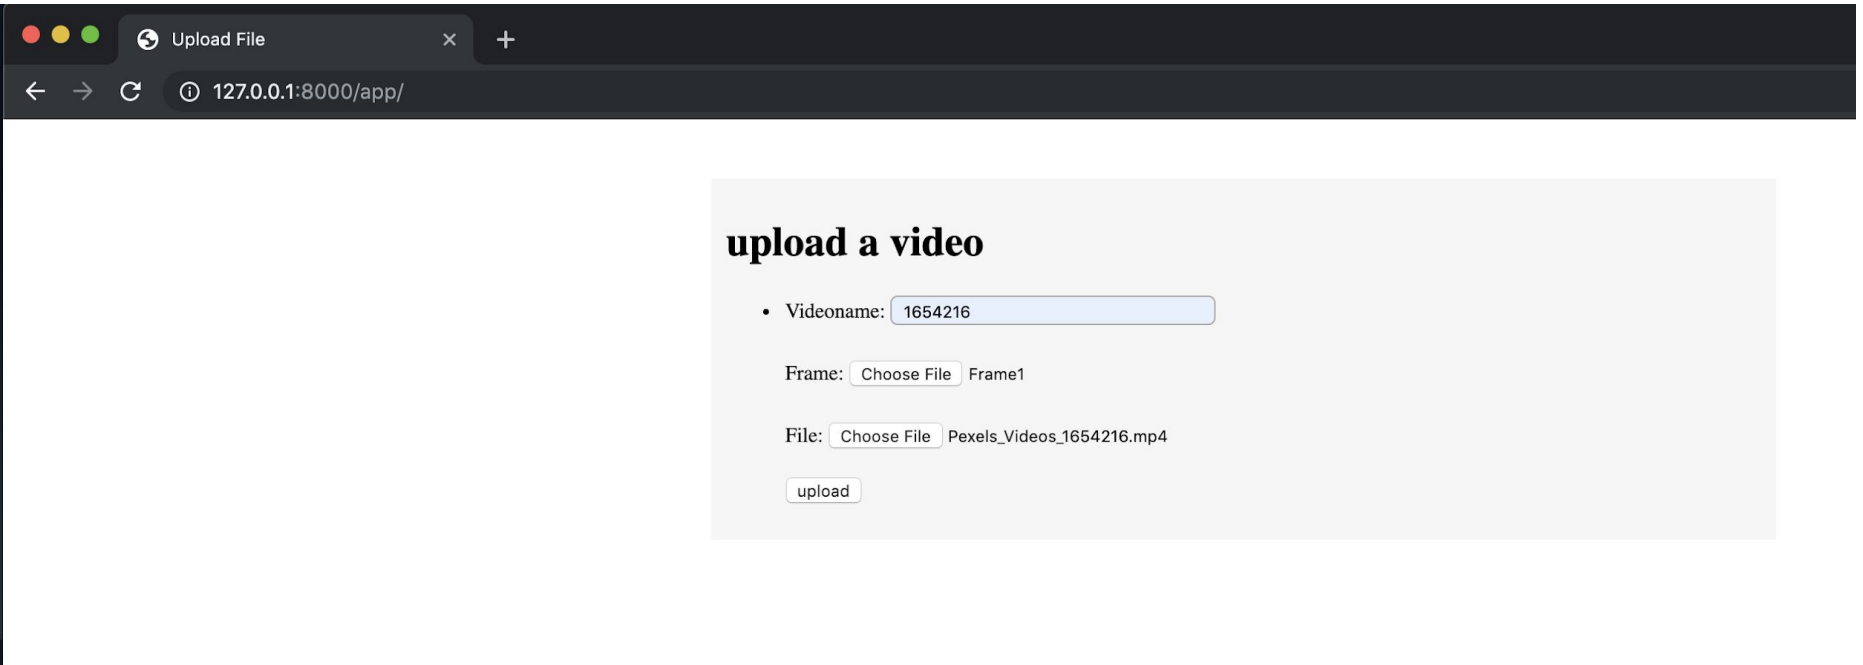 Upload File
127.0.0.1:8000/app/
upload a video
Videoname: 1654216
Frame: Choose File Frame1
File: Choose File Pexels_Videos_1654216.mp4
upload